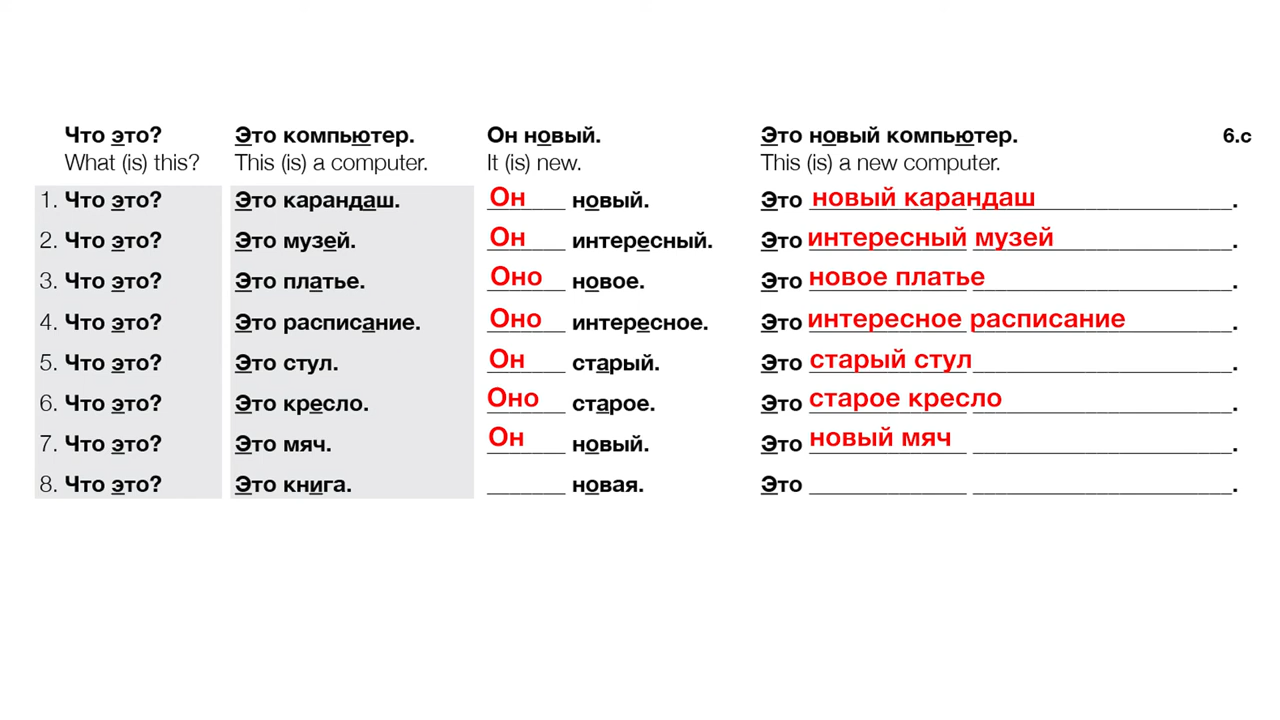 Что это? Это компьютер. Он новый. Это новый компьютер. 6.с
What (is) this? This (is) a computer. It (is) new. This (is) a new computer.
1. Что это? Это карандаш. Он новый. Это новый карандаш.
2. Что это? Это музей. Он интересный. Это интересный музей.
3. Что это? Это платье. Оно новое. Это новое платье.
4. Что это? Это расписание. Оно интересное. Это интересное расписание.
5. Что это? Это стул. Он старый. Это старый стул.
6. Что это? Это кресло. Оно старое. Это старое кресло.
7. Что это? Это мяч. Он новый. Это новый мяч.
8. Что это? Это книга. _______ новая. Это ______________ _______________________.